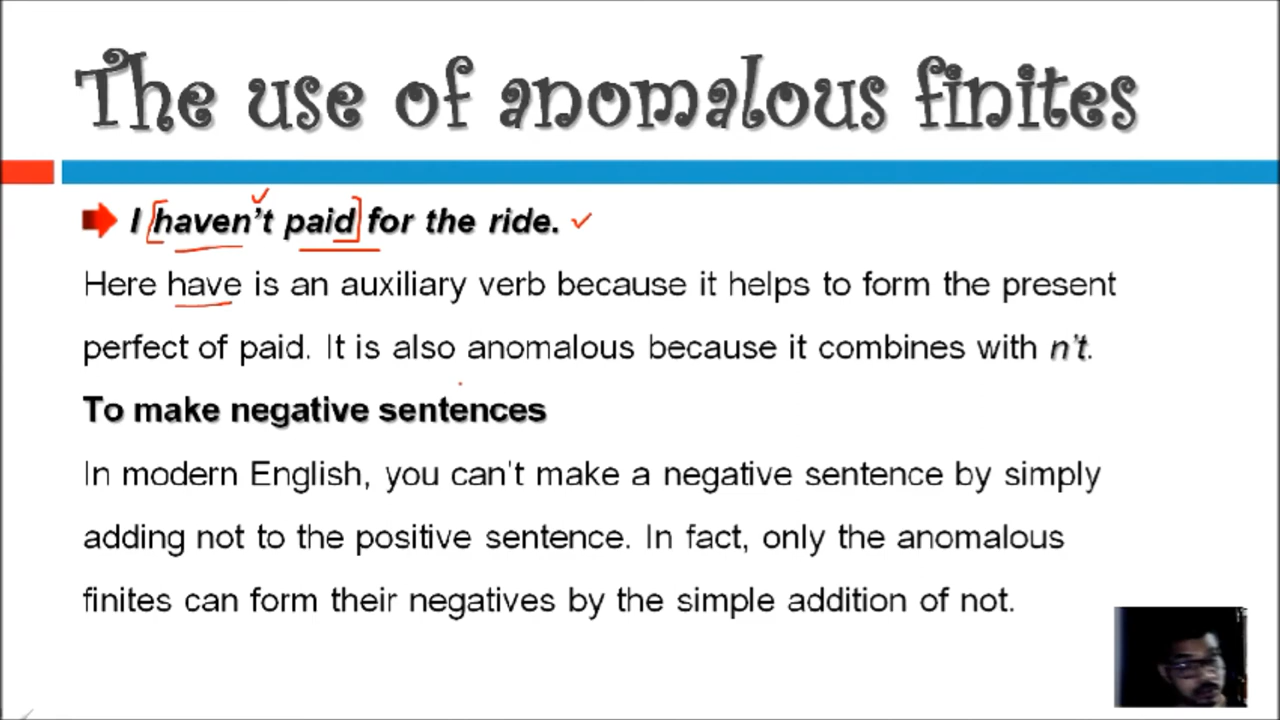 The use of anomalous finites
I haven't paid for the ride.
Here have is an auxiliary verb because it helps to form the present
perfect of paid. It is also anomalous because it combines with n't.
To make negative sentences
In modern English, you can't make a negative sentence by simply
adding not to the positive sentence. In fact, only the anomalous
finites can form their negatives by the simple addition of not.